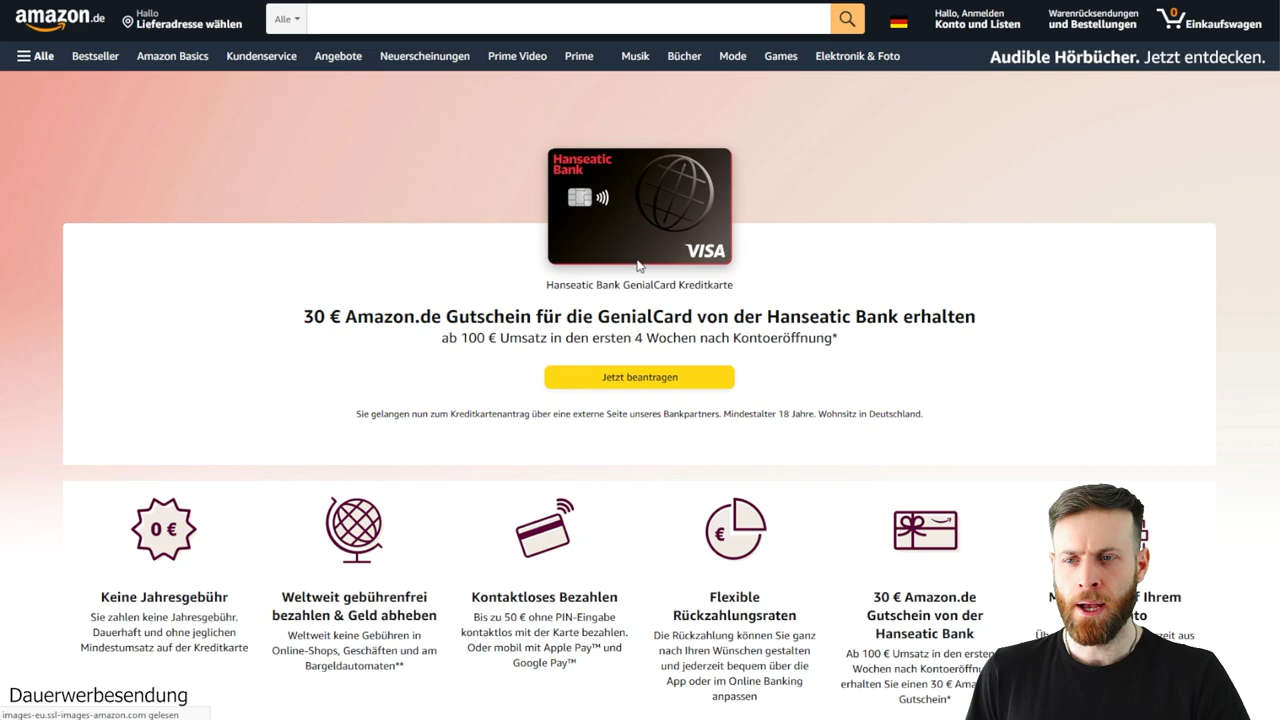 amazon.de
Hallo
Lieferadresse wählen
Alle
Hallo, Anmelden
Konto und Listen
Warenrücksendungen
und Bestellungen
0
Einkaufswagen
Alle
Bestseller
Amazon Basics
Kundenservice
Angebote
Neuerscheinungen
Prime Video
Prime
Musik
Bücher
Mode
Games
Elektronik & Foto
Audible Hörbücher. Jetzt entdecken.
Hanseatic
Bank
VISA
Hanseatic Bank GenialCard Kreditkarte
30 € Amazon.de Gutschein für die GenialCard von der Hanseatic Bank erhalten
ab 100 € Umsatz in den ersten 4 Wochen nach Kontoeröffnung*
Jetzt beantragen
Sie gelangen nun zum Kreditkartenantrag über eine externe Seite unseres Bankpartners. Mindestalter 18 Jahre. Wohnsitz in Deutschland.
0 €
Keine Jahresgebühr
Sie zahlen keine Jahresgebühr.
Dauerhaft und ohne jeglichen
Mindestumsatz auf der Kreditkarte
Weltweit gebührenfrei
bezahlen & Geld abheben
Weltweit keine Gebühren in
Online-Shops, Geschäften und am
Bargeldautomaten**
Kontaktloses Bezahlen
Bis zu 50 € ohne PIN-Eingabe
kontaktlos mit der Karte bezahlen.
Oder mobil mit Apple Pay™ und
Google Pay™
€
Flexible
Rückzahlungsraten
Die Rückzahlung können Sie ganz
nach Ihren Wünschen gestalten
und jederzeit bequem über die
App oder im Online Banking
anpassen
30 € Amazon.de
Gutschein von der
Hanseatic Bank
Ab 100 € Umsatz in den ersten
Wochen nach Kontoeröffnu
erhalten Sie einen 30 € Ama
Gutschein*
f Ihrem
Dauerwerbesendung
images-eu.ssl-images-amazon.com gelesen